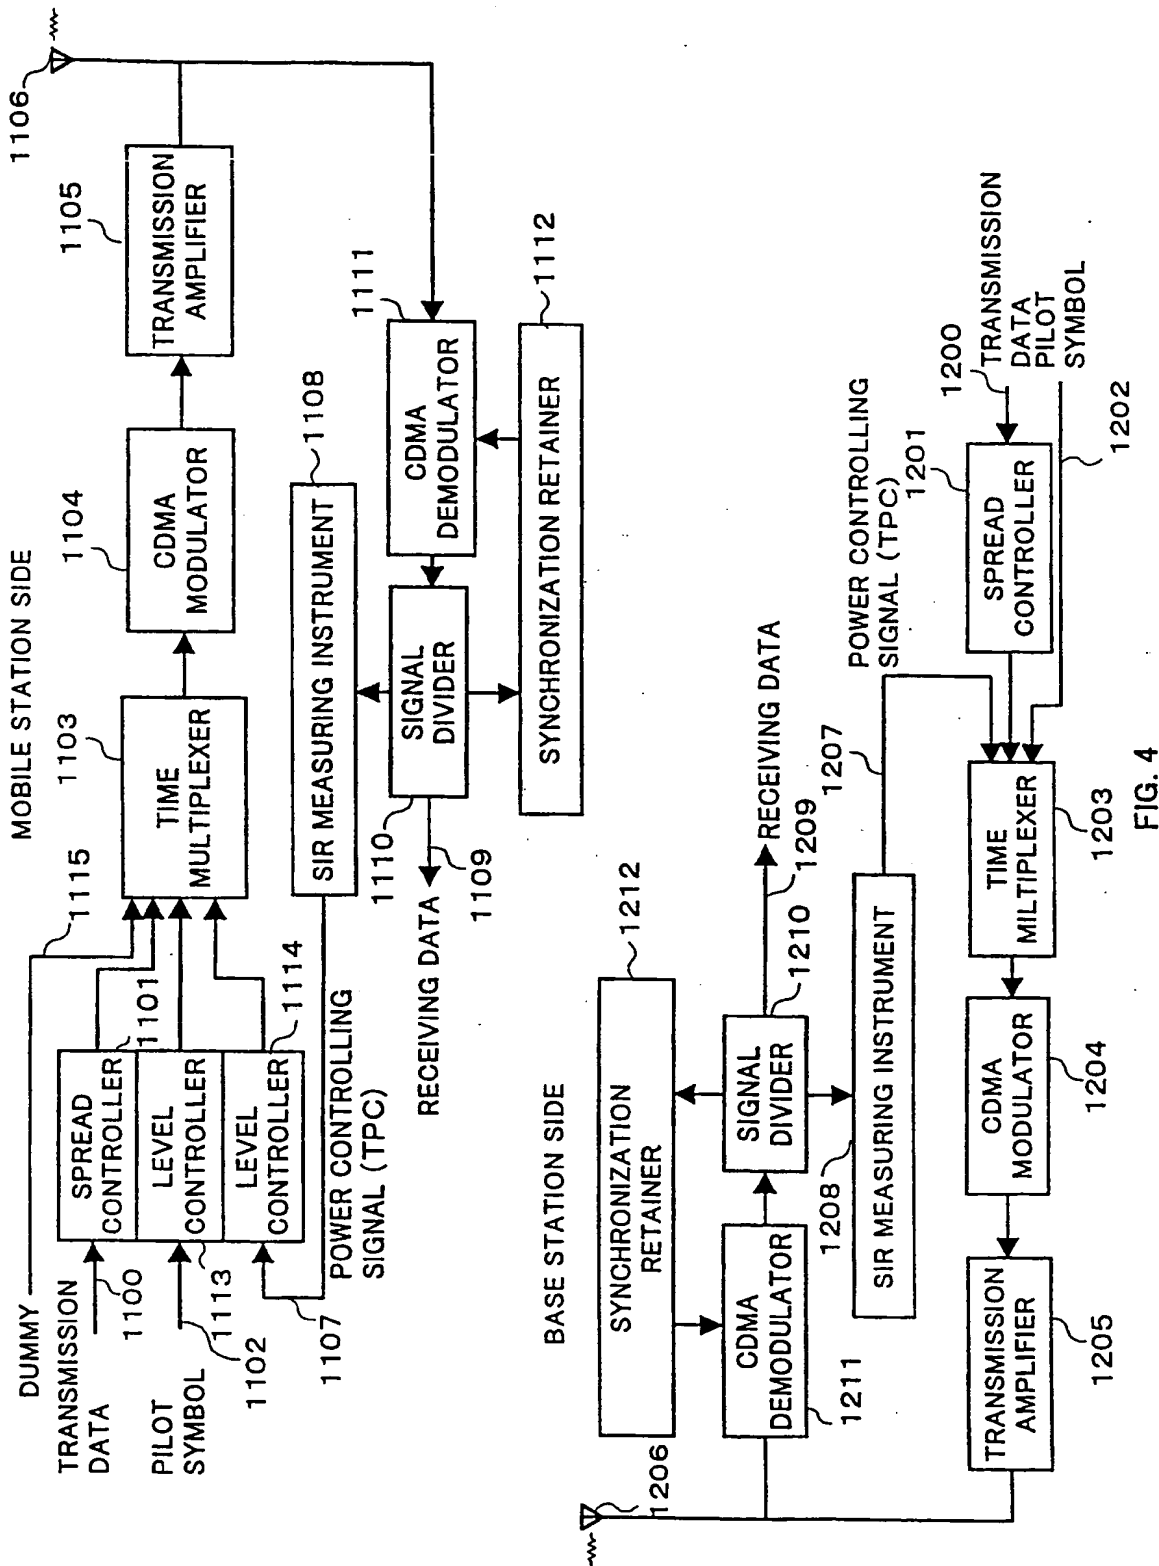 MOBILE STATION SIDE
DUMMY
1115
TRANSMISSION
DATA
1100
SPREAD
CONTROLLER
1101
PILOT
SYMBOL
1102
LEVEL
CONTROLLER
1113
LEVEL
CONTROLLER
1114
1107
POWER CONTROLLING
SIGNAL (TPC)
TIME
MULTIPLEXER
1103
CDMA
MODULATOR
1104
TRANSMISSION
AMPLIFIER
1105
1106
SIR MEASURING INSTRUMENT
1108
RECEIVING DATA
1109
SIGNAL
DIVIDER
1110
CDMA
DEMODULATOR
1111
SYNCHRONIZATION RETAINER
1112
BASE STATION SIDE
1206
SYNCHRONIZATION
RETAINER
1212
CDMA
DEMODULATOR
1211
SIGNAL
DIVIDER
1210
RECEIVING DATA
1209
1208
SIR MEASURING INSTRUMENT
1207
POWER CONTROLLING
SIGNAL (TPC)
TRANSMISSION
AMPLIFIER
1205
CDMA
MODULATOR
1204
TIME
MILTIPLEXER
1203
SPREAD
CONTROLLER
1201
1200
TRANSMISSION
DATA
PILOT
SYMBOL
1202
FIG. 4